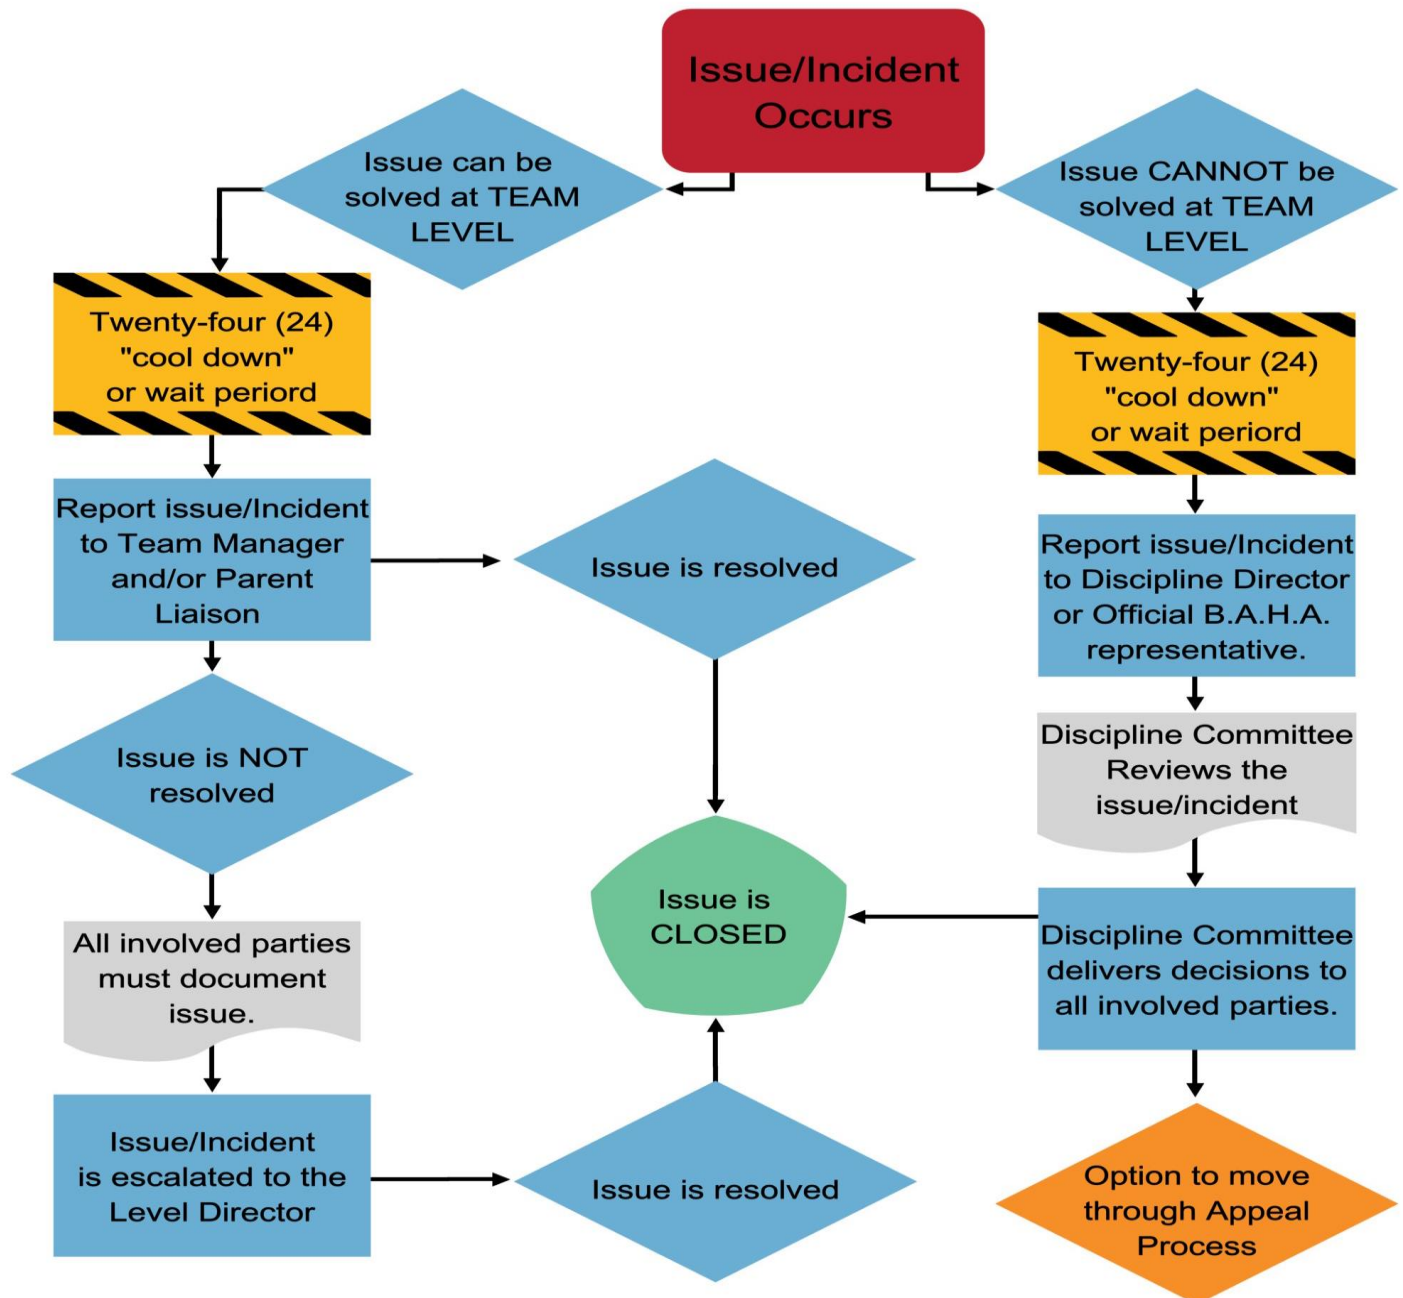 Issue/Incident
Occurs
Issue can be
solved at TEAM
LEVEL
Issue CANNOT be
solved at TEAM
LEVEL
Twenty-four (24)
"cool down"
or wait periord
Twenty-four (24)
"cool down"
or wait periord
Report issue/Incident
to Team Manager
and/or Parent
Liaison
Issue is resolved
Report issue/Incident
to Discipline Director
or Official B.A.H.A.
representative.
Issue is NOT
resolved
Discipline Committee
Reviews the
issue/incident
Issue is
CLOSED
All involved parties
must document
issue.
Discipline Committee
delivers decisions to
all involved parties.
Issue/Incident
is escalated to the
Level Director
Issue is resolved
Option to move
through Appeal
Process